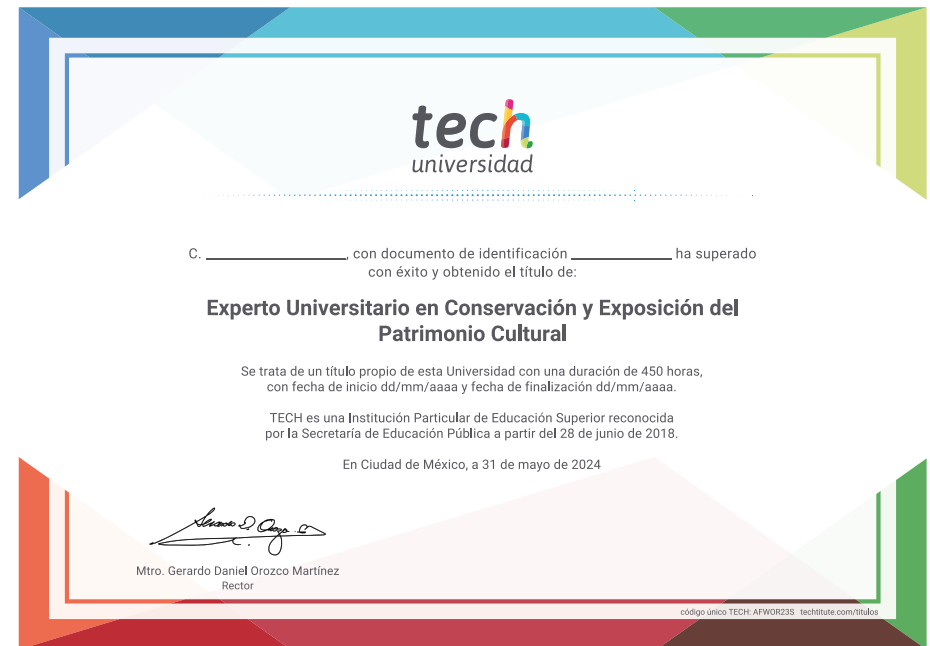 tech
universidad
C. ____________________, con documento de identificación ______________ ha superado
con éxito y obtenido el título de:
Experto Universitario en Conservación y Exposición del
Patrimonio Cultural
Se trata de un título propio de esta Universidad con una duración de 450 horas,
con fecha de inicio dd/mm/aaaa y fecha de finalización dd/mm/aaaa.
TECH es una Institución Particular de Educación Superior reconocida
por la Secretaría de Educación Pública a partir del 28 de junio de 2018.
En Ciudad de México, a 31 de mayo de 2024
Mtro. Gerardo Daniel Orozco Martínez
Rector
código único TECH: AFWOR23S techtitute.com/titulos